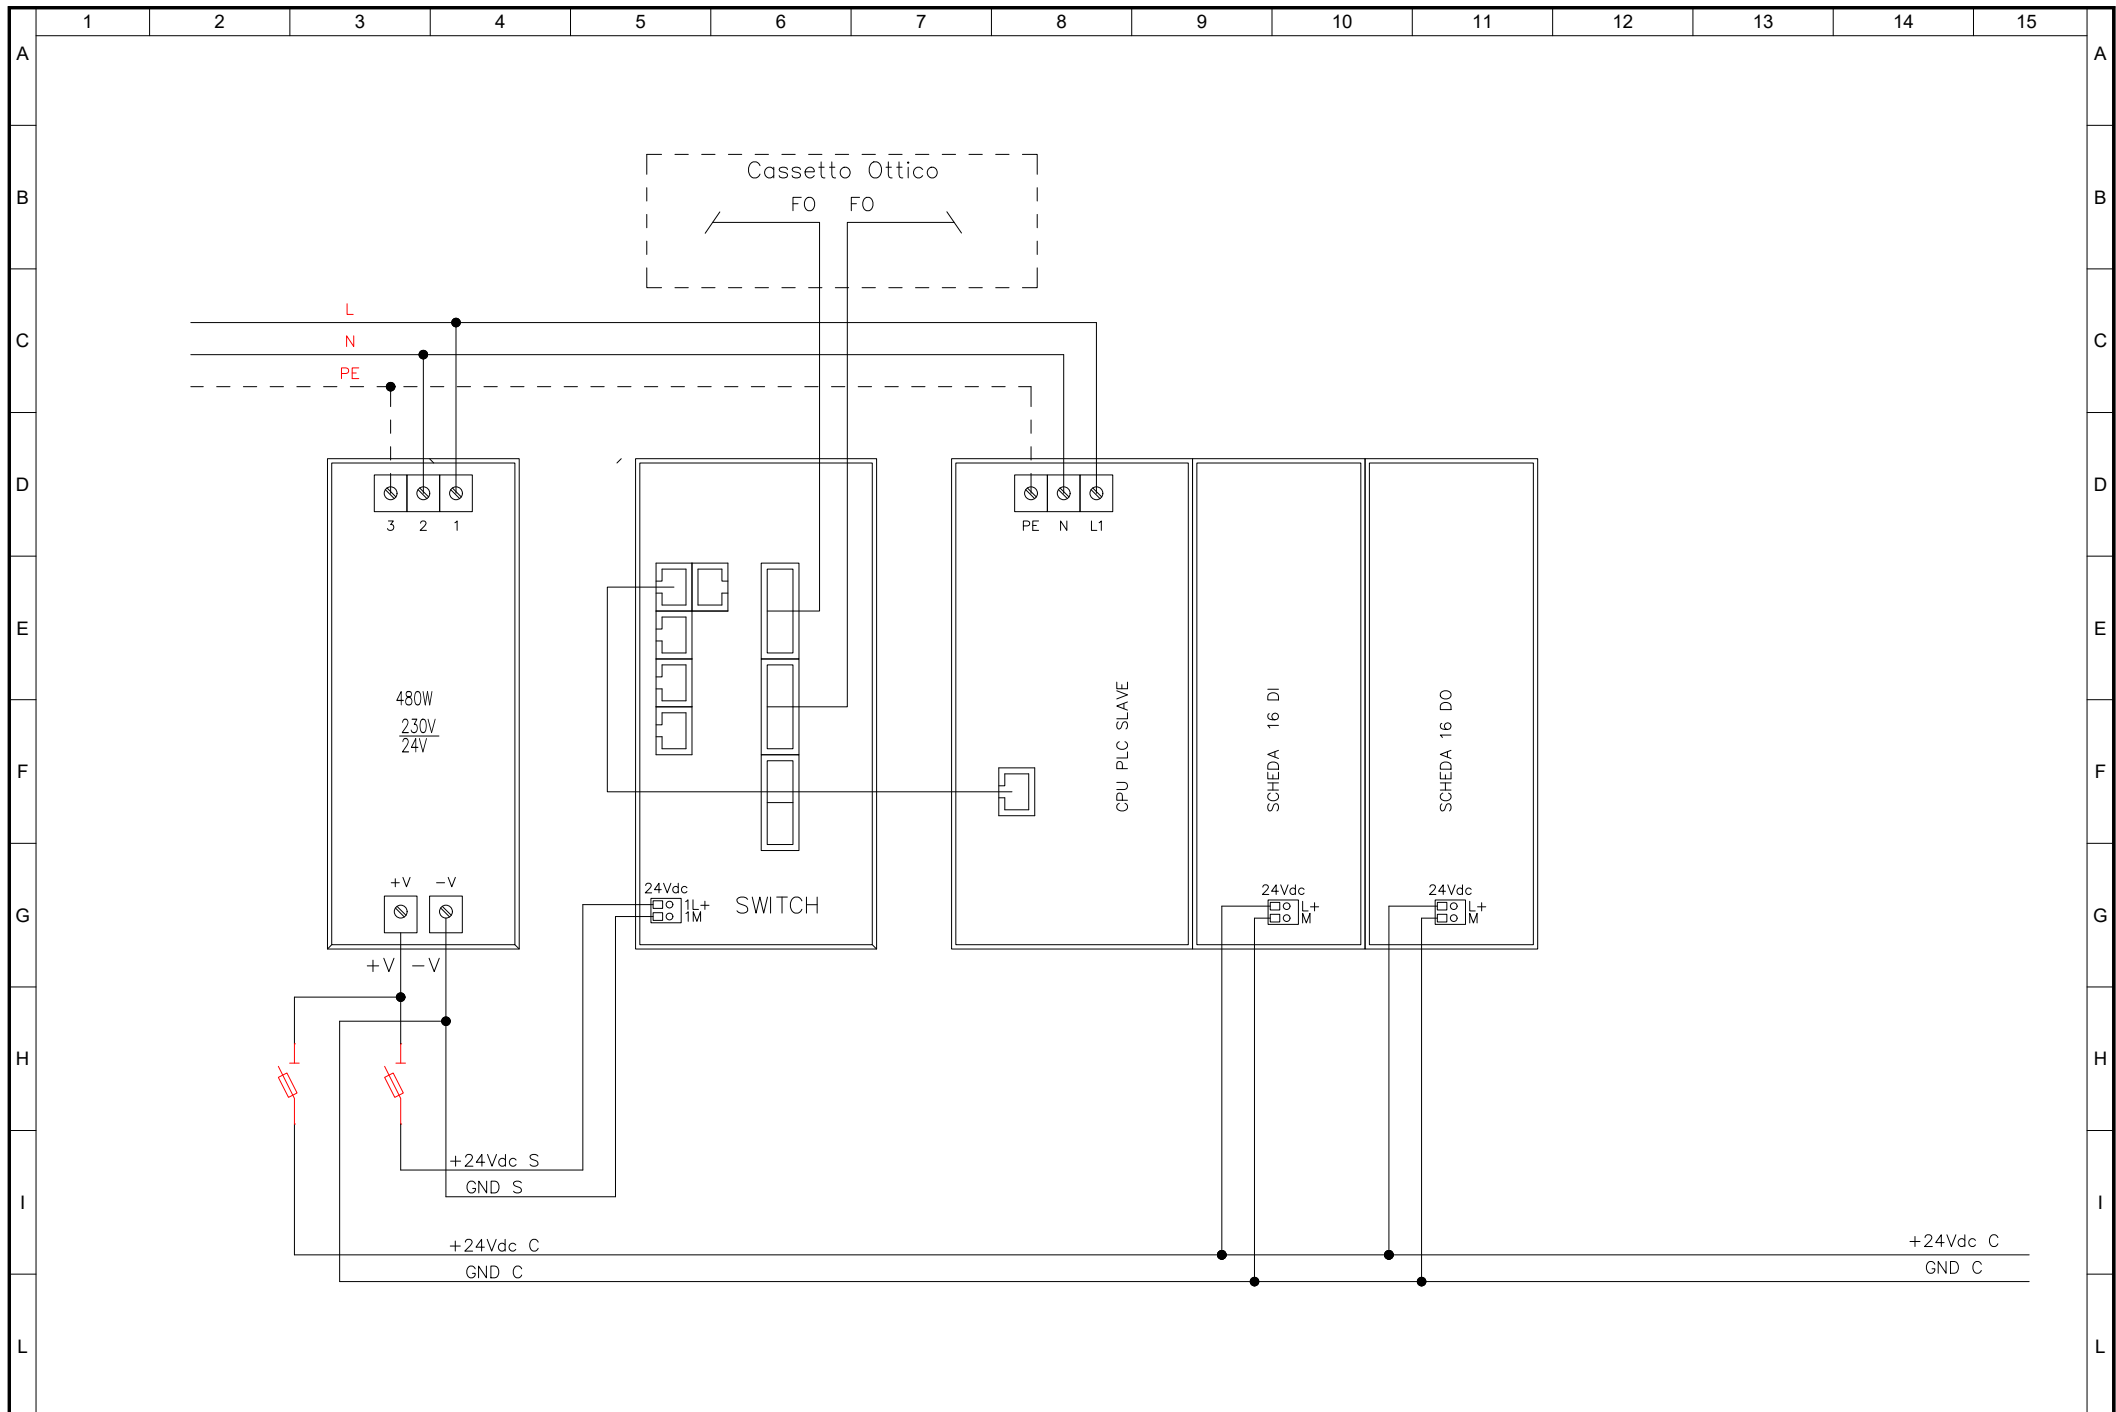 1 2 3 4 5 6 7 8 9 10 11 12 13 14 15
A A
B B
C C
D D
E E
F F
G G
H H
I I
L L
Cassetto Ottico
FO FO
L
N
PE
3 2 1
PE N L1
480W
230V
24V
CPU PLC SLAVE
SCHEDA 16 DI
SCHEDA 16 DO
+V -V
24Vdc
1L+
1M
SWITCH
24Vdc
L+
M
24Vdc
L+
M
+V -V
+24Vdc S
GND S
+24Vdc C
GND C
+24Vdc C
GND C